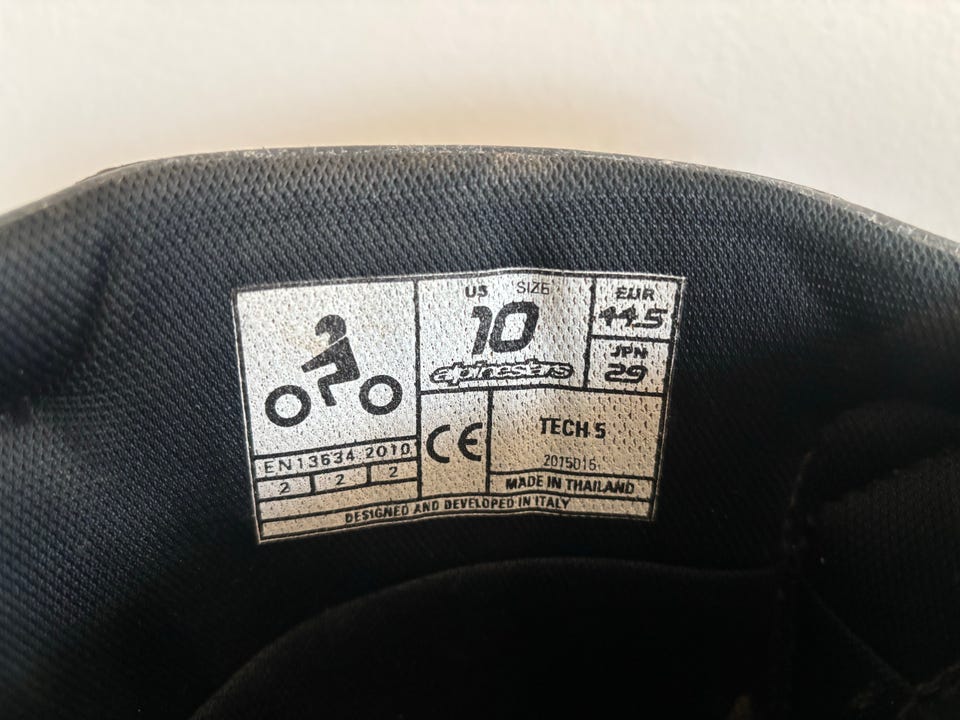 US SIZE
10
alpinestars
EUR
44.5
JPN
29
EN13634:2010
2 2 2
CE
TECH 5
2015016
MADE IN THAILAND
DESIGNED AND DEVELOPED IN ITALY